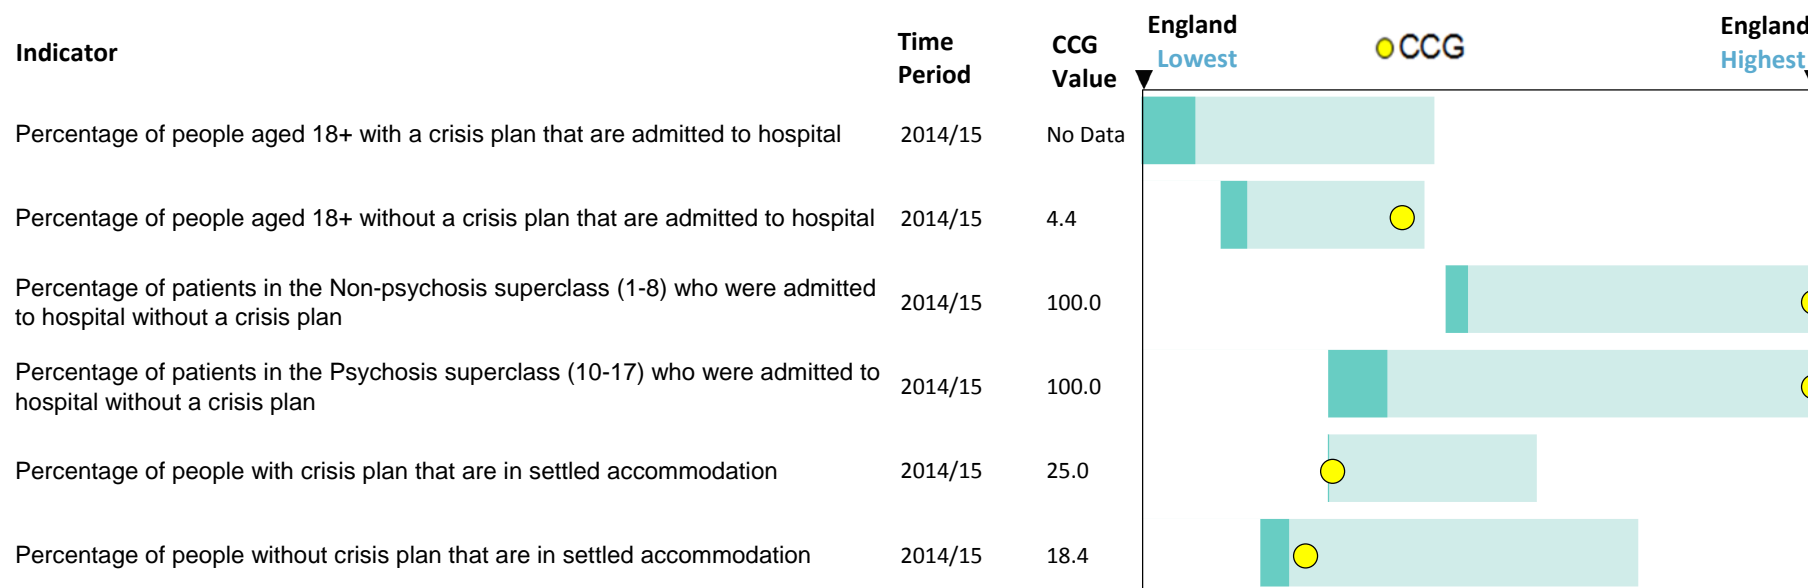 Indicator
Time
Period
CCG
Value
England
Lowest
CCG
England
Highest
Percentage of people aged 18+ with a crisis plan that are admitted to hospital 2014/15 No Data
Percentage of people aged 18+ without a crisis plan that are admitted to hospital 2014/15 4.4
Percentage of patients in the Non-psychosis superclass (1-8) who were admitted
to hospital without a crisis plan
2014/15 100.0
Percentage of patients in the Psychosis superclass (10-17) who were admitted to
hospital without a crisis plan
2014/15 100.0
Percentage of people with crisis plan that are in settled accommodation 2014/15 25.0
Percentage of people without crisis plan that are in settled accommodation 2014/15 18.4